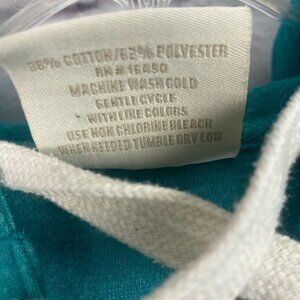 38% COTTON/62% POLYESTER
RN# 16490
MACHINE WASH COLD
GENTLE CYCLE
WITH LIKE COLORS
USE NON CHLORINE BLEACH
WHEN NEEDED TUMBLE DRY LOW